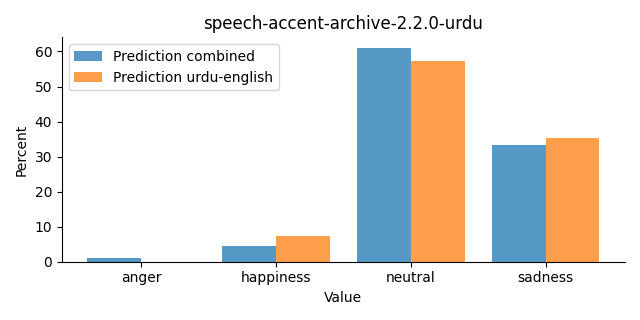 speech-accent-archive-2.2.0-urdu
Prediction combined
Prediction urdu-english
Percent
60
50
40
30
20
10
0
anger
happiness
neutral
sadness
Value